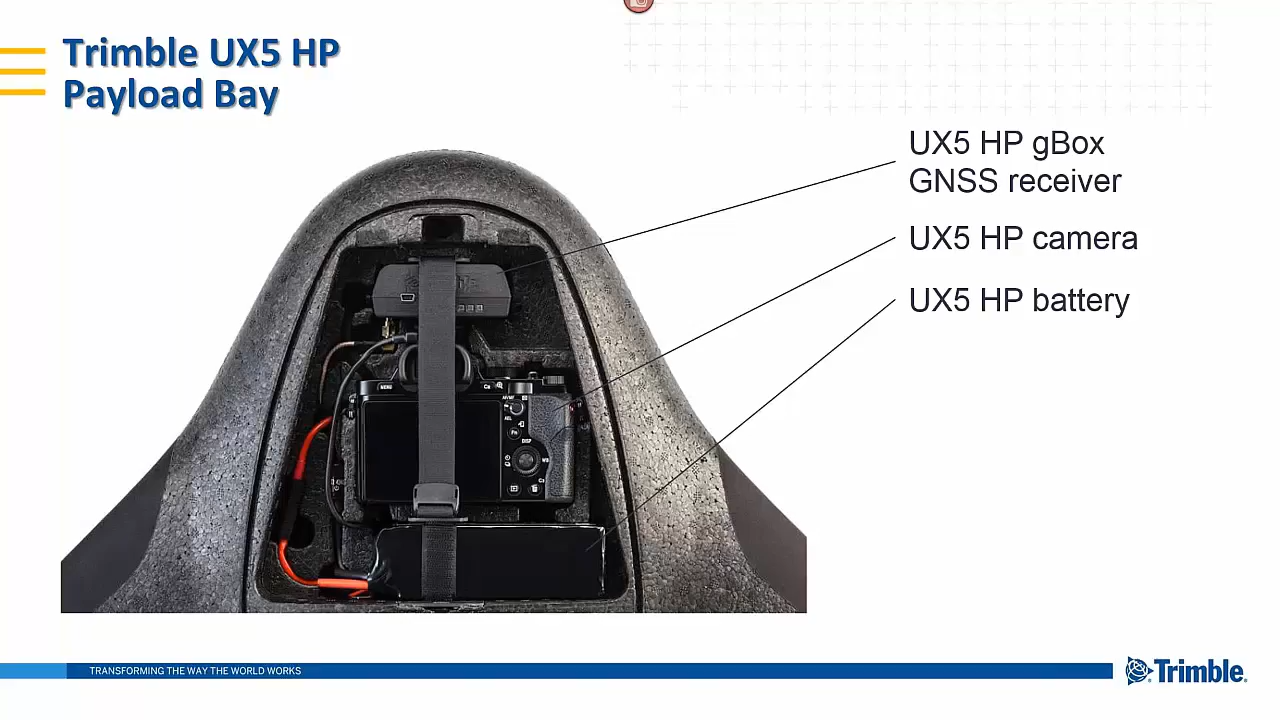 Trimble UX5 HP
Payload Bay
UX5 HP gBox
GNSS receiver
UX5 HP camera
UX5 HP battery
MENU
DISP
Fn
TRANSFORMING THE WAY THE WORLD WORKS
Trimble